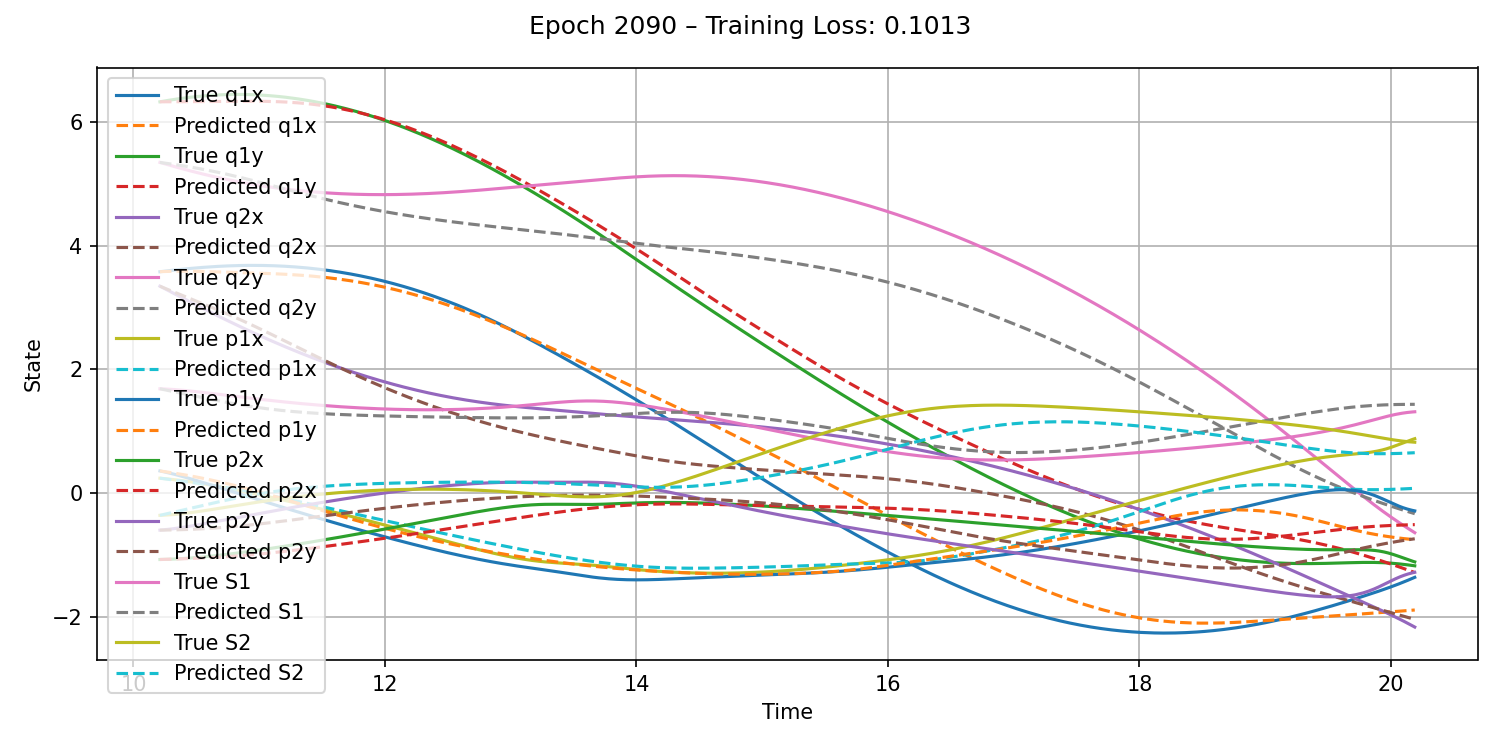 Epoch 2090 – Training Loss: 0.1013
State
6
4
2
0
−2
True q1x
Predicted q1x
True q1y
Predicted q1y
True q2x
Predicted q2x
True q2y
Predicted q2y
True p1x
Predicted p1x
True p1y
Predicted p1y
True p2x
Predicted p2x
True p2y
Predicted p2y
True S1
Predicted S1
True S2
Predicted S2
10 12 14 16 18 20
Time